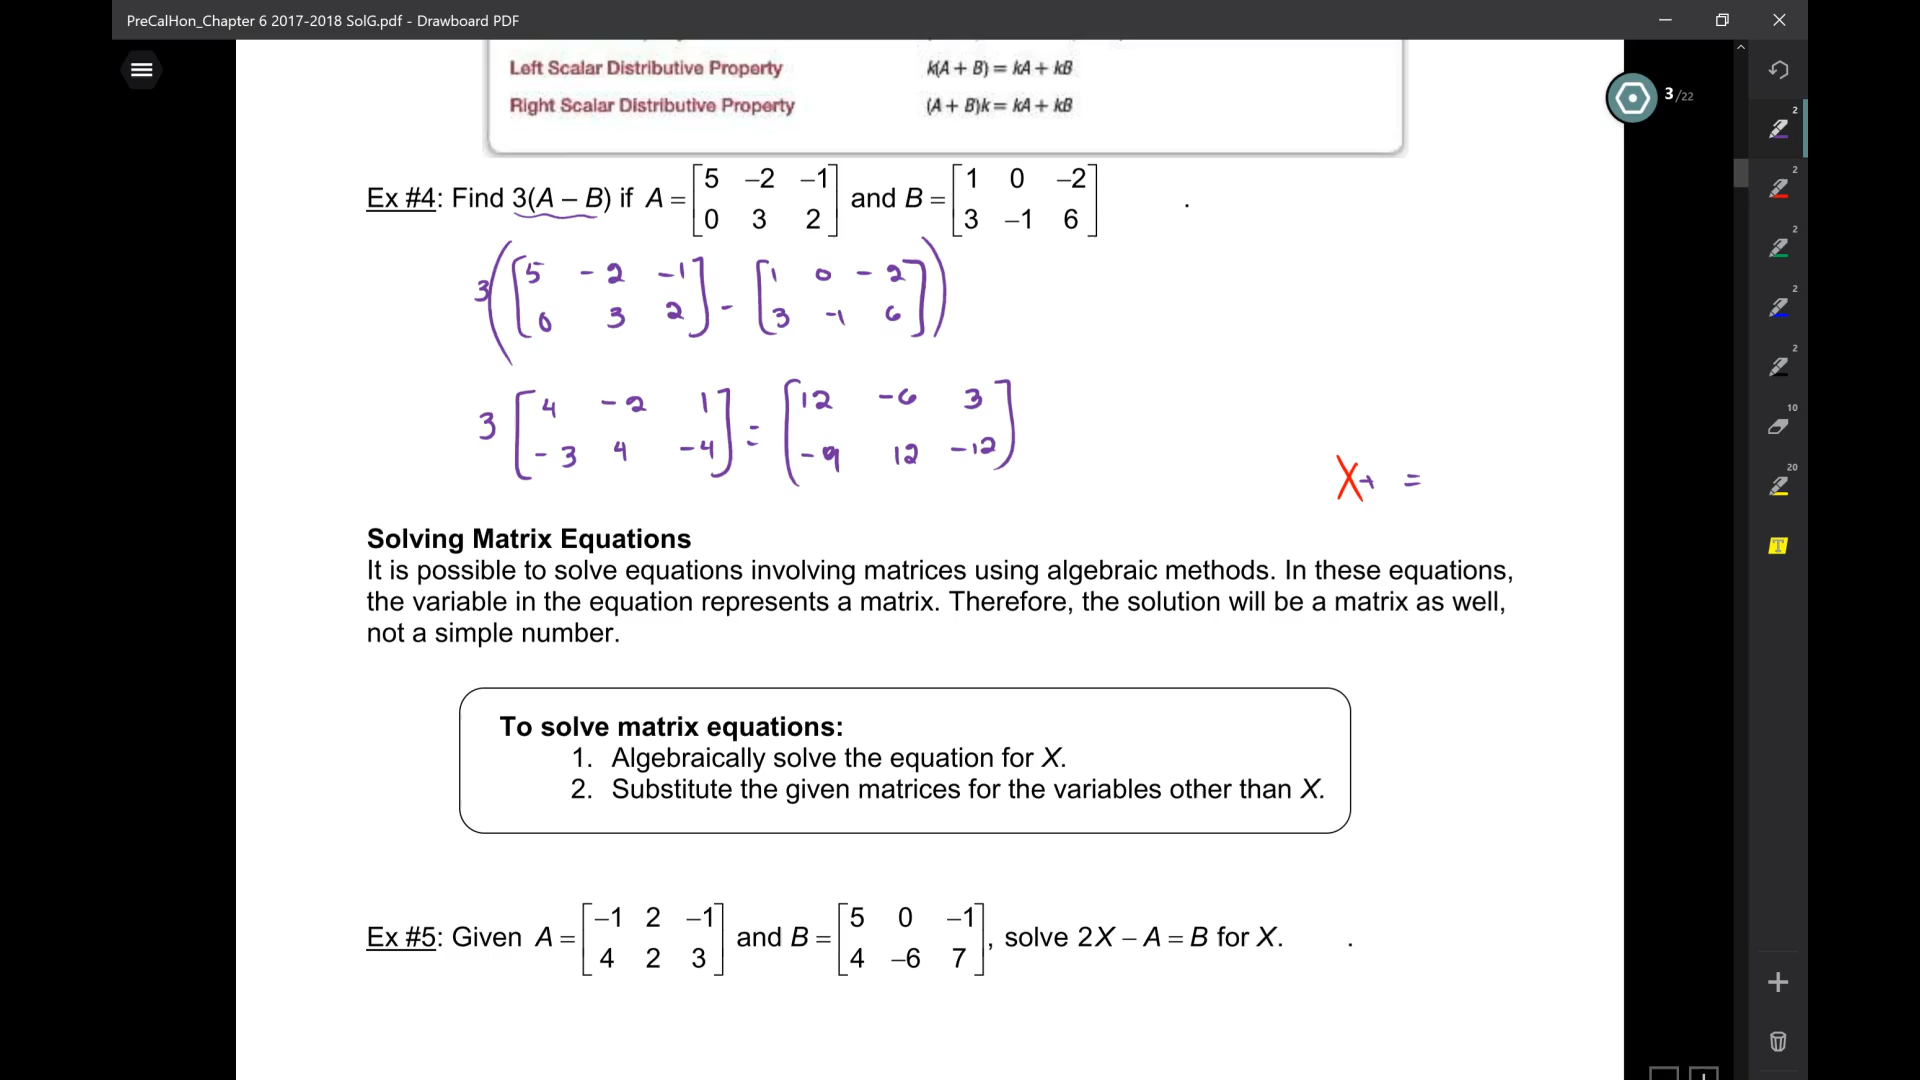 PreCalHon_Chapter 6 2017-2018 SolG.pdf - Drawboard PDF
Left Scalar Distributive Property k(A + B) = kA + kB
Right Scalar Distributive Property (A + B)k = kA + kB
3/22
Ex #4: Find 3(A – B) if A = [5 –2 –1; 0 3 2] and B = [1 0 –2; 3 –1 6] .
3([5 -2 -1; 0 3 2] - [1 0 -2; 3 -1 6])
3[4 -2 1; -3 4 -4] = [12 -6 3; -9 12 -12]
X+ =
Solving Matrix Equations
It is possible to solve equations involving matrices using algebraic methods. In these equations,
the variable in the equation represents a matrix. Therefore, the solution will be a matrix as well,
not a simple number.
To solve matrix equations:
1. Algebraically solve the equation for X.
2. Substitute the given matrices for the variables other than X.
Ex #5: Given A = [–1 2 –1; 4 2 3] and B = [5 0 –1; 4 –6 7], solve 2X – A = B for X. .
2
2
2
2
2
10
20
T